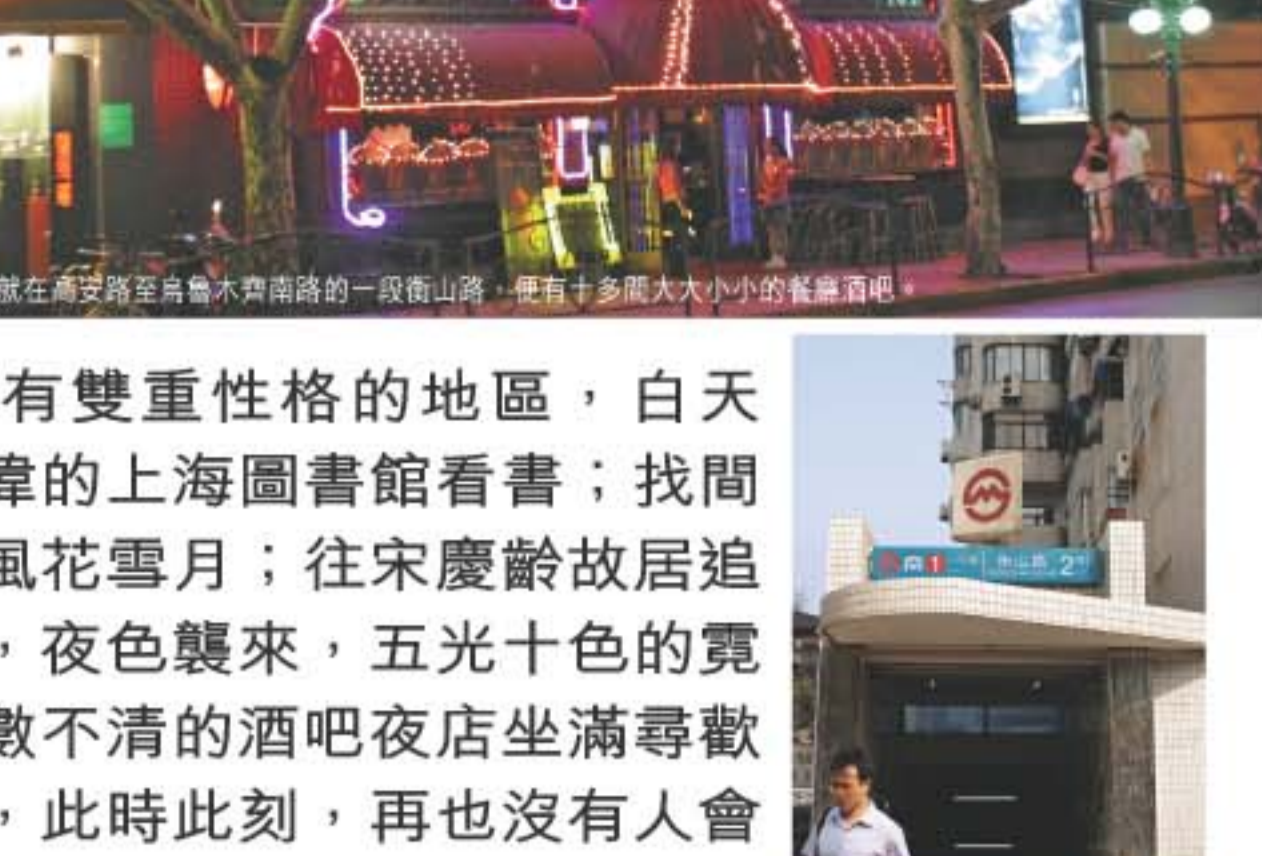 就在高安路至烏魯木齊南路的一段衡山路，便有十多間大大小小的餐廳酒吧。
有雙重性格的地區，白天
偉的上海圖書館看書；找間
風花雪月；往宋慶齡故居追
，夜色襲來，五光十色的霓
數不清的酒吧夜店坐滿尋歡
，此時此刻，再也沒有人會
1 衡山路 2